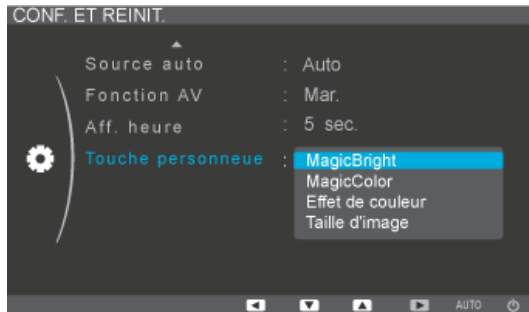 CONF. ET REINIT.
Source auto : Auto
Fonction AV : Mar.
Aff. heure : 5 sec.
Touche personneue : MagicBright
MagicColor
Effet de couleur
Taille d'image
AUTO